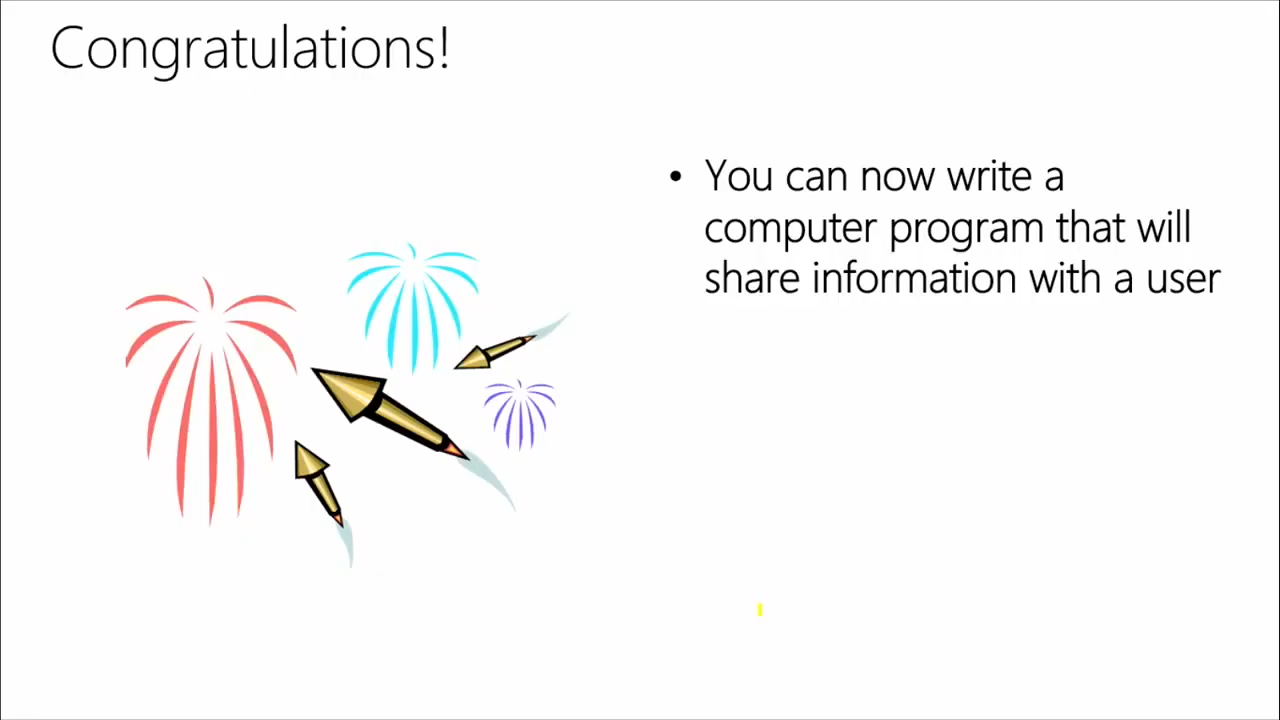 Congratulations!
• You can now write a
computer program that will
share information with a user